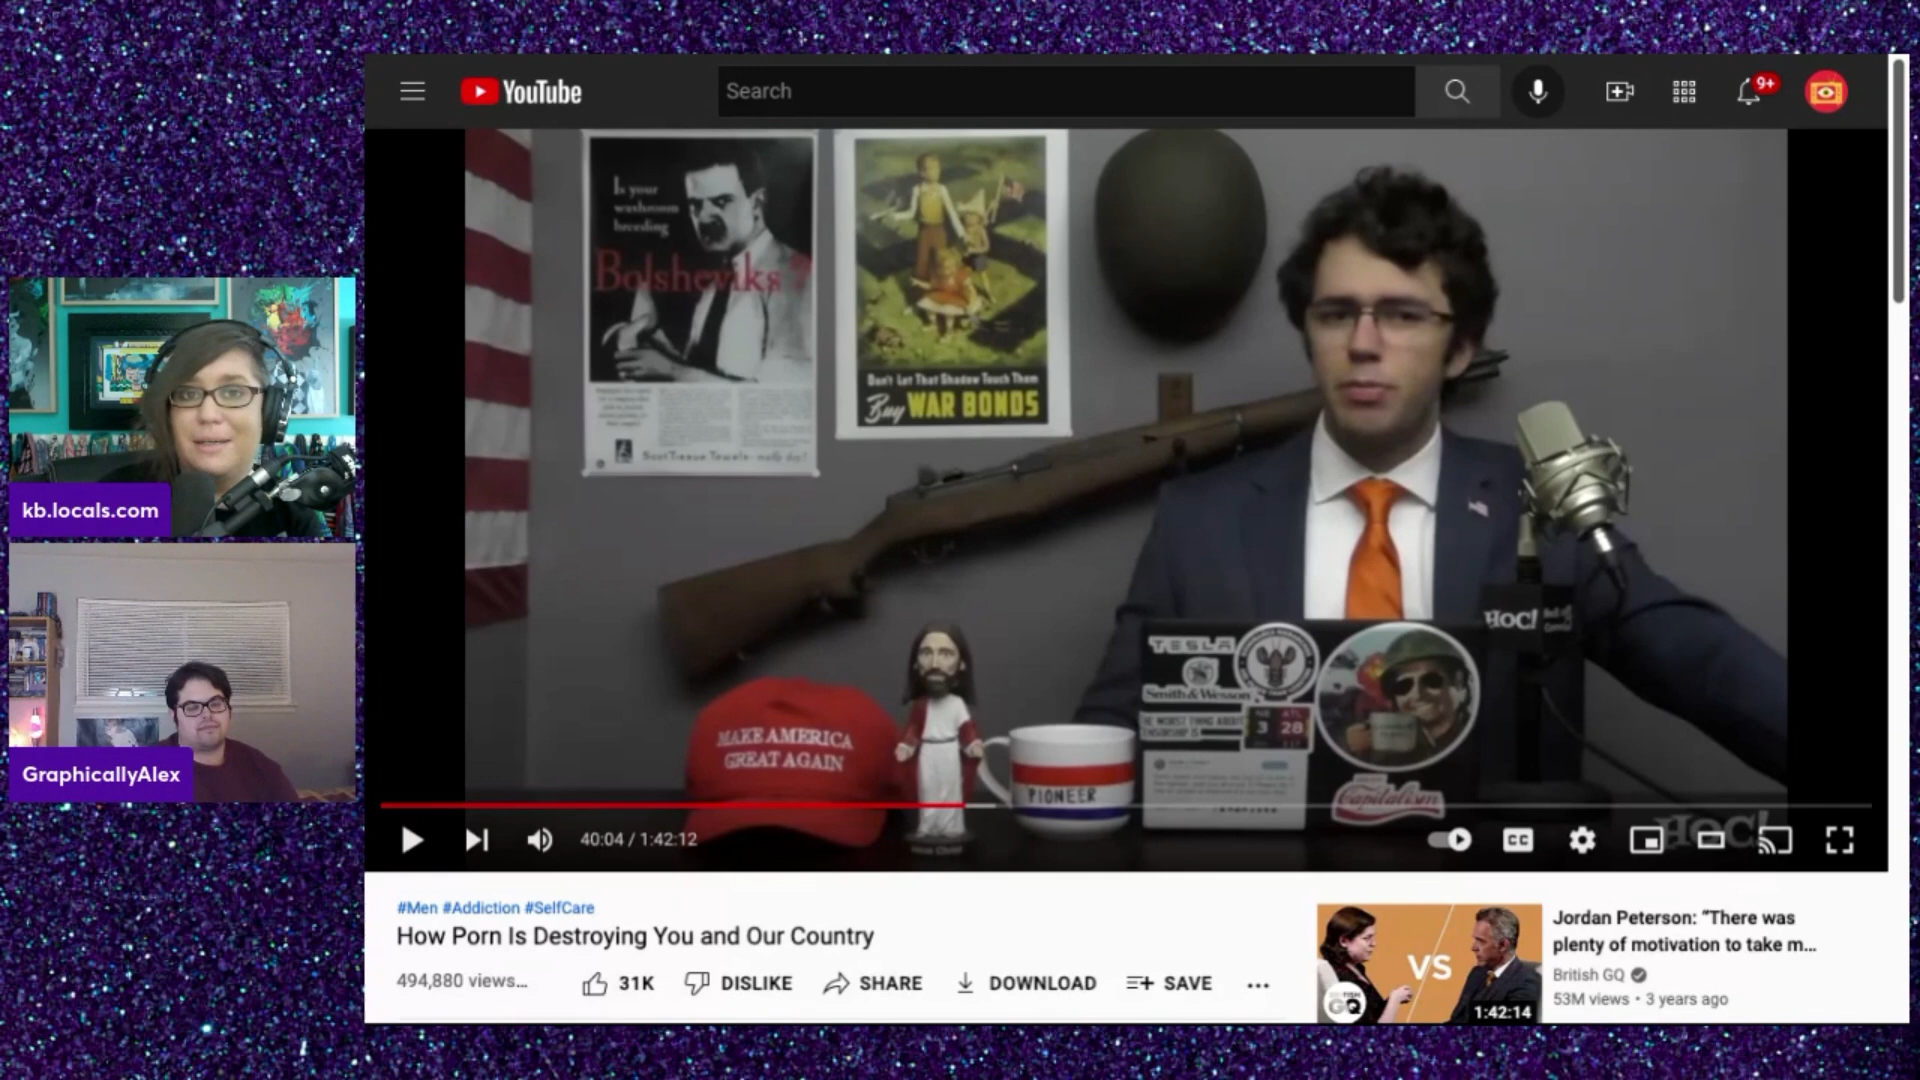 YouTube
Search
9+
Is your
washroom
breeding
Bolsheviks?
Don't Let That Shadow Touch Them
Buy WAR BONDS
kb.locals.com
GraphicallyAlex
HOC!
TESLA
Smith & Wesson
3 28
MAKE AMERICA
GREAT AGAIN
PIONEER
Capitalism
HOC!
40:04 / 1:42:12
CC
#Men #Addiction #SelfCare
How Porn Is Destroying You and Our Country
494,880 views...
31K
DISLIKE
SHARE
DOWNLOAD
SAVE
VS
GQ
1:42:14
Jordan Peterson: “There was
plenty of motivation to take m...
British GQ
53M views • 3 years ago